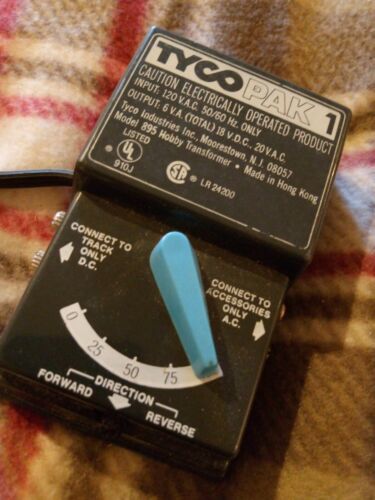 TYCO PAK 1
CAUTION ELECTRICALLY OPERATED PRODUCT
INPUT: 120 V.A.C. 50/60 Hz. ONLY
OUTPUT: 6 V.A. (TOTAL) 18 V.D.C., 20 V.A.C.
Tyco Industries Inc., Moorestown, N.J. 08057
Model 895 Hobby Transformer • Made in Hong Kong
LISTED
UL
910J
LR 24200
CONNECT TO
TRACK
ONLY
D.C.
CONNECT TO
ACCESSORIES
ONLY
A.C.
0 25 50 75
DIRECTION
FORWARD REVERSE